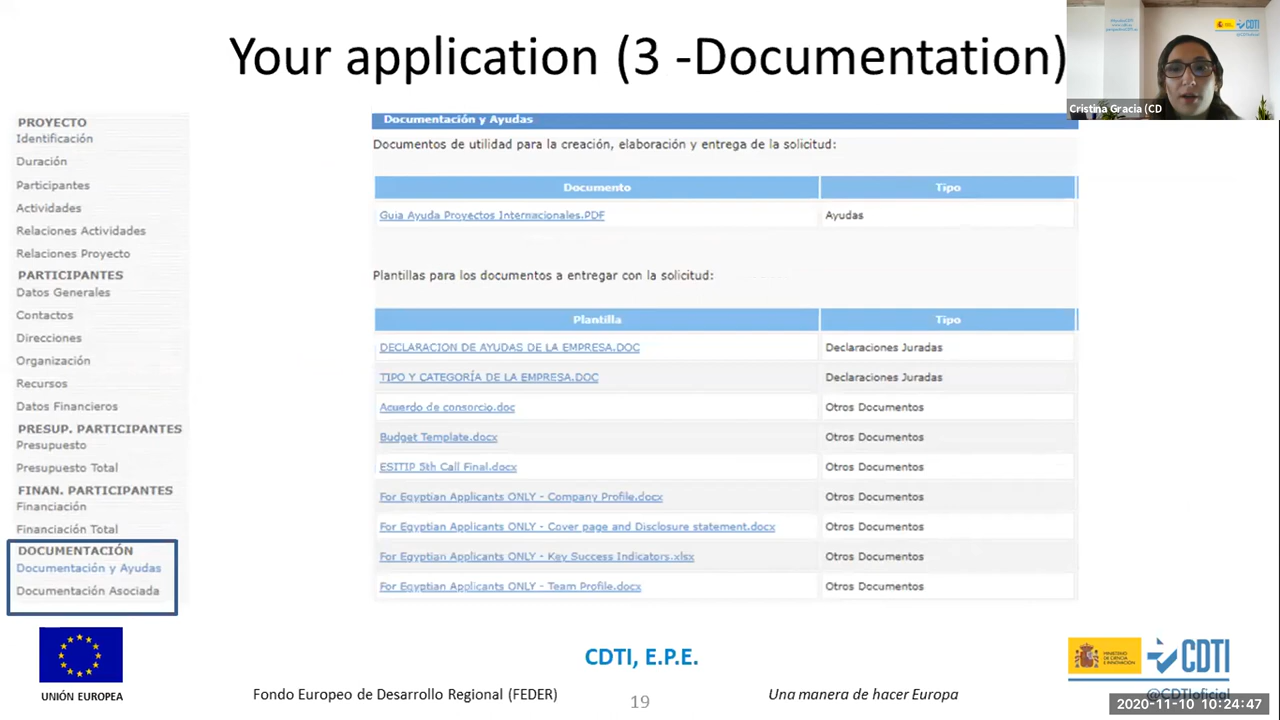 Your application (3 -Documentation)
CDTI
@CDTIoficial
Cristina Gracia (CD
PROYECTO
Identificación
Duración
Participantes
Actividades
Relaciones Actividades
Relaciones Proyecto
PARTICIPANTES
Datos Generales
Contactos
Direcciones
Organización
Recursos
Datos Financieros
PRESUP. PARTICIPANTES
Presupuesto
Presupuesto Total
FINAN. PARTICIPANTES
Financiación
Financiación Total
DOCUMENTACIÓN
Documentación y Ayudas
Documentación Asociada
Documentación y Ayudas
Documentos de utilidad para la creación, elaboración y entrega de la solicitud:
Documento Tipo
Guia Ayuda Proyectos Internacionales.PDF Ayudas
Plantillas para los documentos a entregar con la solicitud:
Plantilla Tipo
DECLARACION DE AYUDAS DE LA EMPRESA.DOC Declaraciones Juradas
TIPO Y CATEGORÍA DE LA EMPRESA.DOC Declaraciones Juradas
Acuerdo de consorcio.doc Otros Documentos
Budget Template.docx Otros Documentos
ESITIP 5th Call Final.docx Otros Documentos
For Egyptian Applicants ONLY - Company Profile.docx Otros Documentos
For Egyptian Applicants ONLY - Cover page and Disclosure statement.docx Otros Documentos
For Egyptian Applicants ONLY - Key Success Indicators.xlsx Otros Documentos
For Egyptian Applicants ONLY - Team Profile.docx Otros Documentos
UNIÓN EUROPEA
CDTI, E.P.E.
Fondo Europeo de Desarrollo Regional (FEDER)
19
Una manera de hacer Europa
MINISTERIO
DE CIENCIA
E INNOVACIÓN
CDTI
@CDTIoficial
2020-11-10 10:24:47